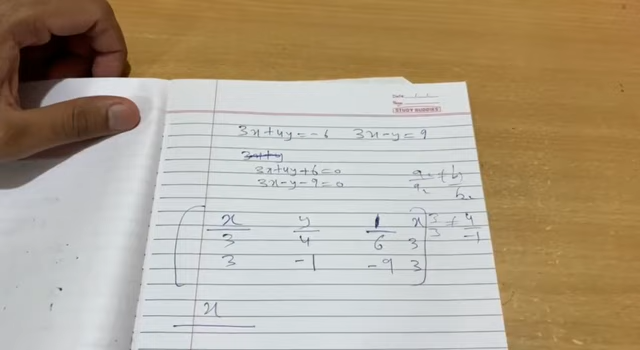 Date
STUDY BUDDIES
3x+4y=-6 3x-y=9
3x+4y+6=0
3x-y-9=0
a₁/a₂ ≠ b₁/b₂
x y 1 x 3/3 ≠ 4/-1
3 4 6 3
3 -1 -9 3
x